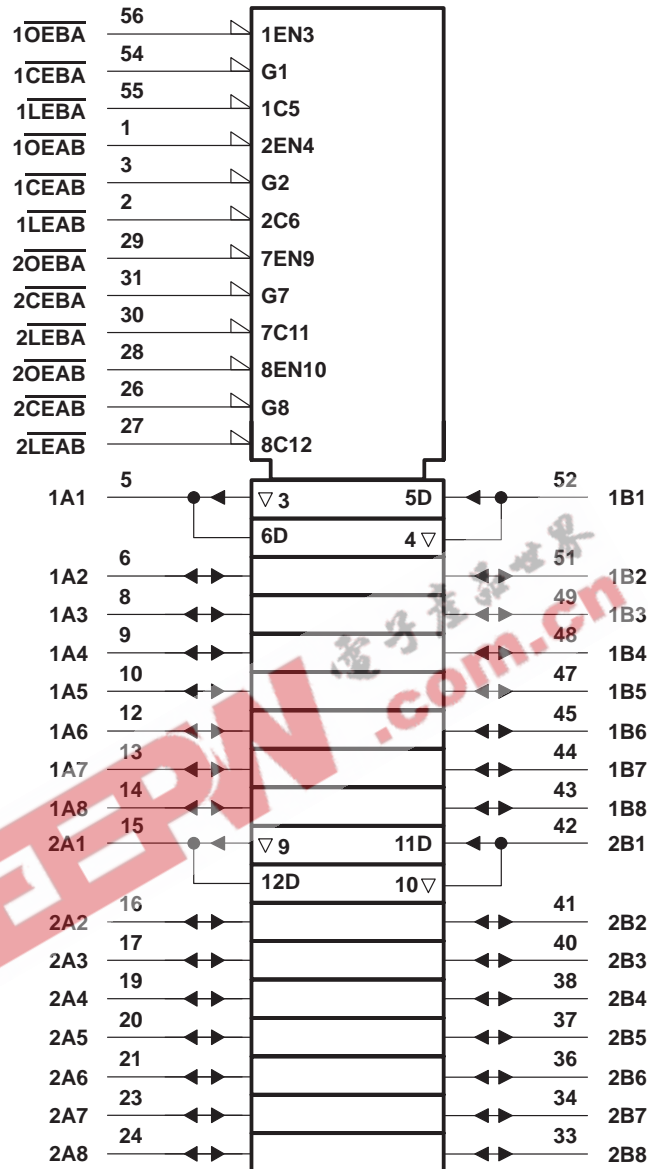 1OEBA 56 1EN3
1CEBA 54 G1
1LEBA 55 1C5
1OEAB 1 2EN4
1CEAB 3 G2
1LEAB 2 2C6
2OEBA 29 7EN9
2CEBA 31 G7
2LEBA 30 7C11
2OEAB 28 8EN10
2CEAB 26 G8
2LEAB 27 8C12
1A1 5 ▽ 3 5D 52 1B1
6D 4 ▽
1A2 6 51 1B2
1A3 8 49 1B3
1A4 9 48 1B4
1A5 10 47 1B5
1A6 12 45 1B6
1A7 13 44 1B7
1A8 14 43 1B8
2A1 15 ▽ 9 11D 42 2B1
12D 10 ▽
2A2 16 41 2B2
2A3 17 40 2B3
2A4 19 38 2B4
2A5 20 37 2B5
2A6 21 36 2B6
2A7 23 34 2B7
2A8 24 33 2B8
EEPW .com.cn
電子產品世界